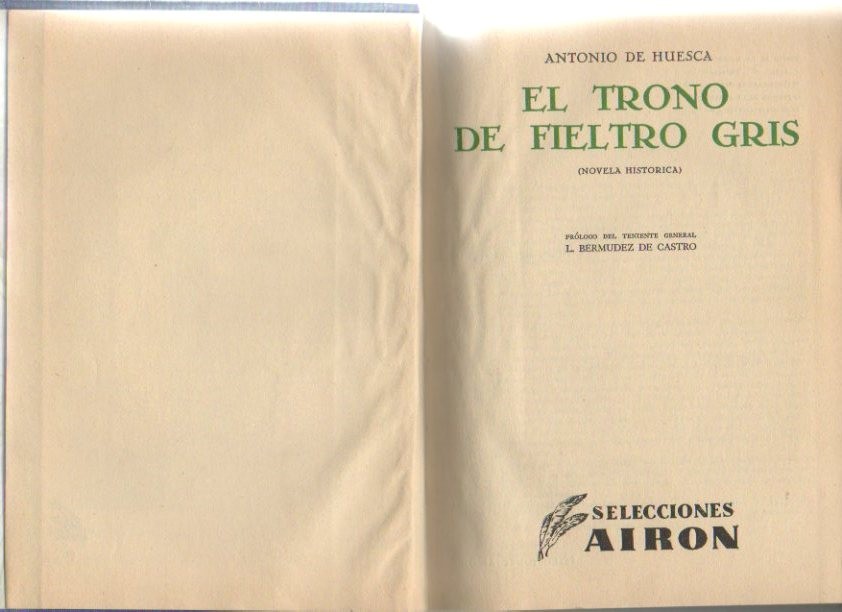 ANTONIO DE HUESCA
EL TRONO
DE FIELTRO GRIS
(NOVELA HISTORICA)
PRÓLOGO DEL TENIENTE GENERAL
L. BERMUDEZ DE CASTRO
SELECCIONES
AIRON